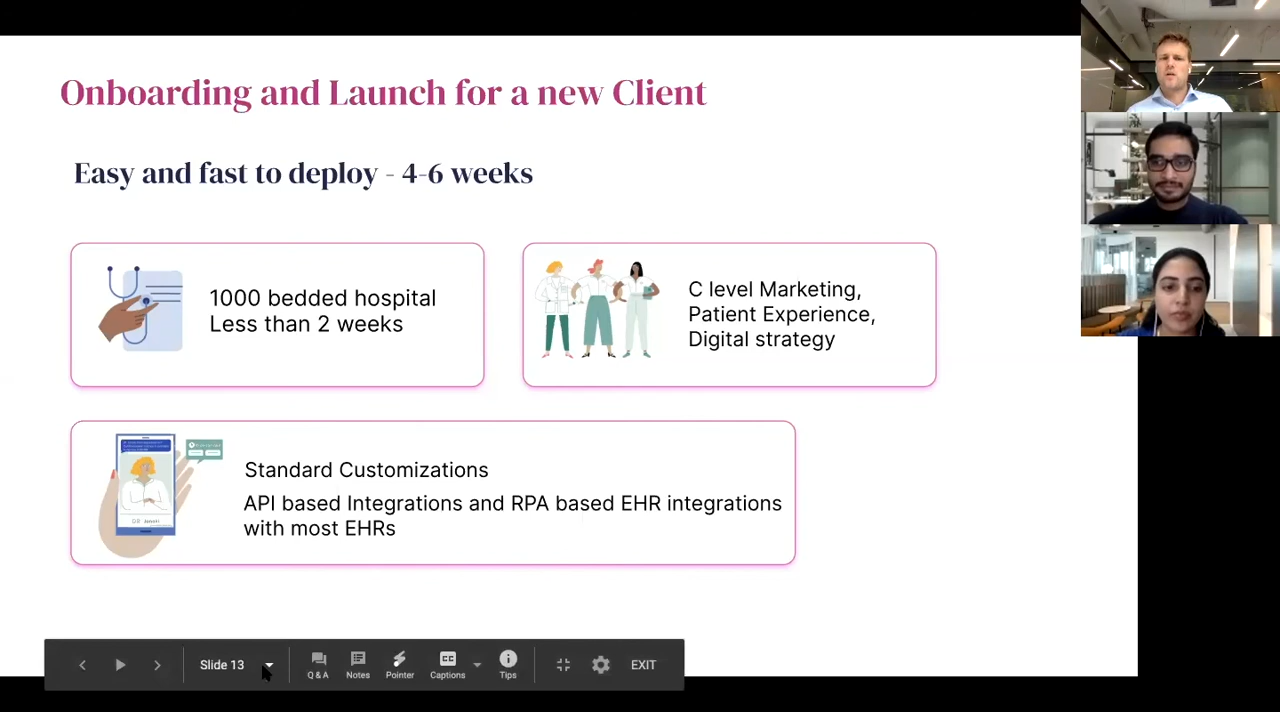 Onboarding and Launch for a new Client
Easy and fast to deploy - 4-6 weeks
1000 bedded hospital
Less than 2 weeks
C level Marketing,
Patient Experience,
Digital strategy
Standard Customizations
API based Integrations and RPA based EHR integrations
with most EHRs
Slide 13
Q & A
Notes
Pointer
CC
Captions
Tips
EXIT